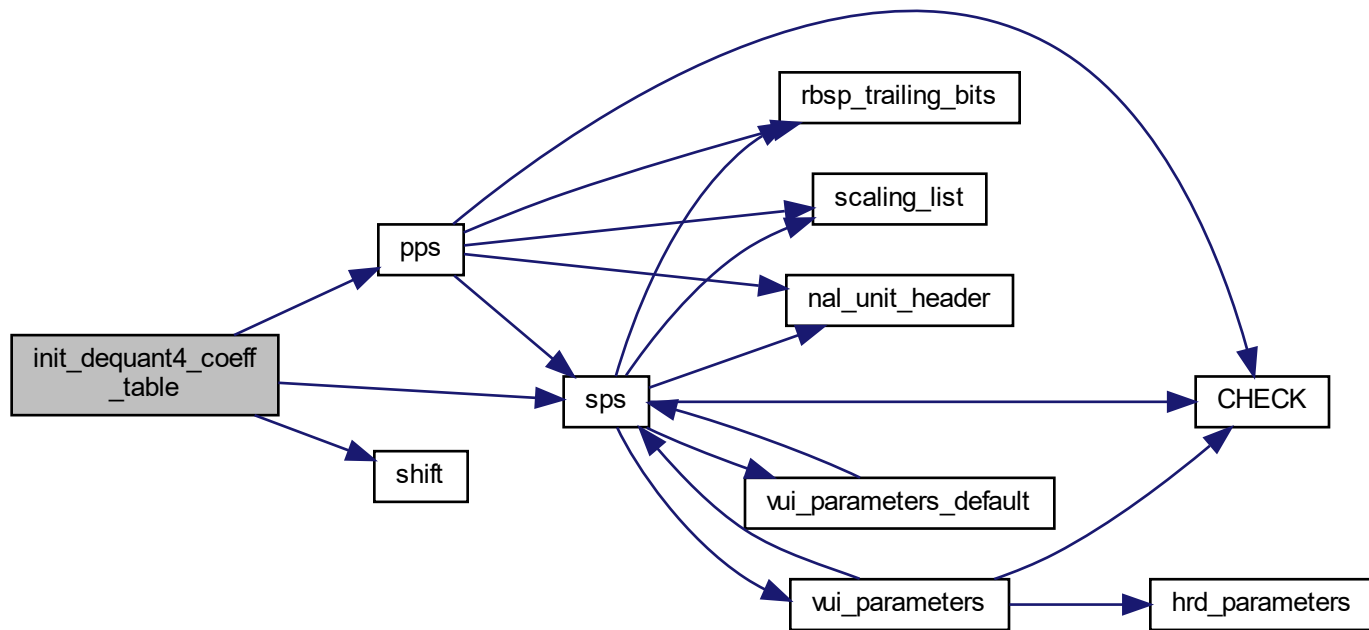 rbsp_trailing_bits
scaling_list
pps
nal_unit_header
init_dequant4_coeff
_table
sps
CHECK
shift
vui_parameters_default
vui_parameters
hrd_parameters